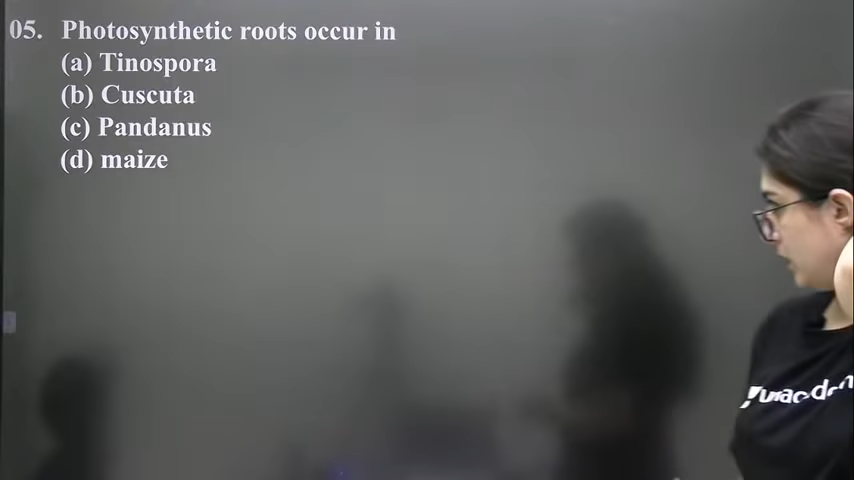 05. Photosynthetic roots occur in
(a) Tinospora
(b) Cuscuta
(c) Pandanus
(d) maize